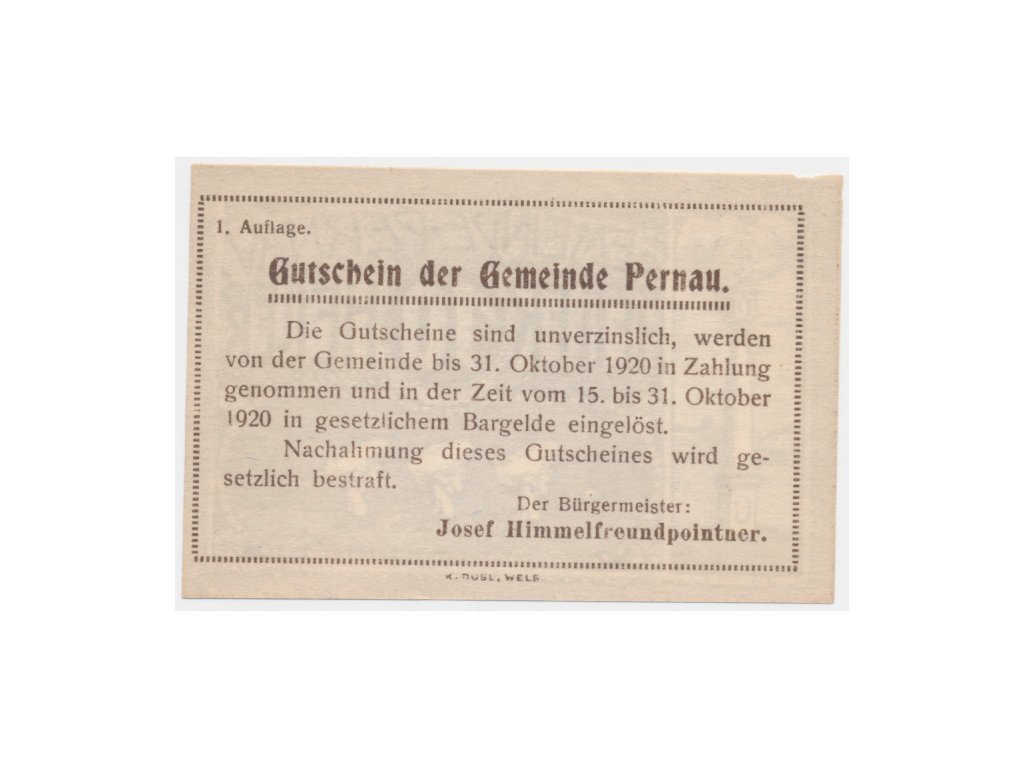 1. Auflage.
Gutschein der Gemeinde Pernau.
Die Gutscheine sind unverzinslich, werden
von der Gemeinde bis 31. Oktober 1920 in Zahlung
genommen und in der Zeit vom 15. bis 31. Oktober
1920 in gesetzlichem Bargelde eingelöst.
Nachahmung dieses Gutscheines wird ge-
setzlich bestraft.
Der Bürgermeister:
Josef Himmelfreundpointner.
K. DUSL, WELS